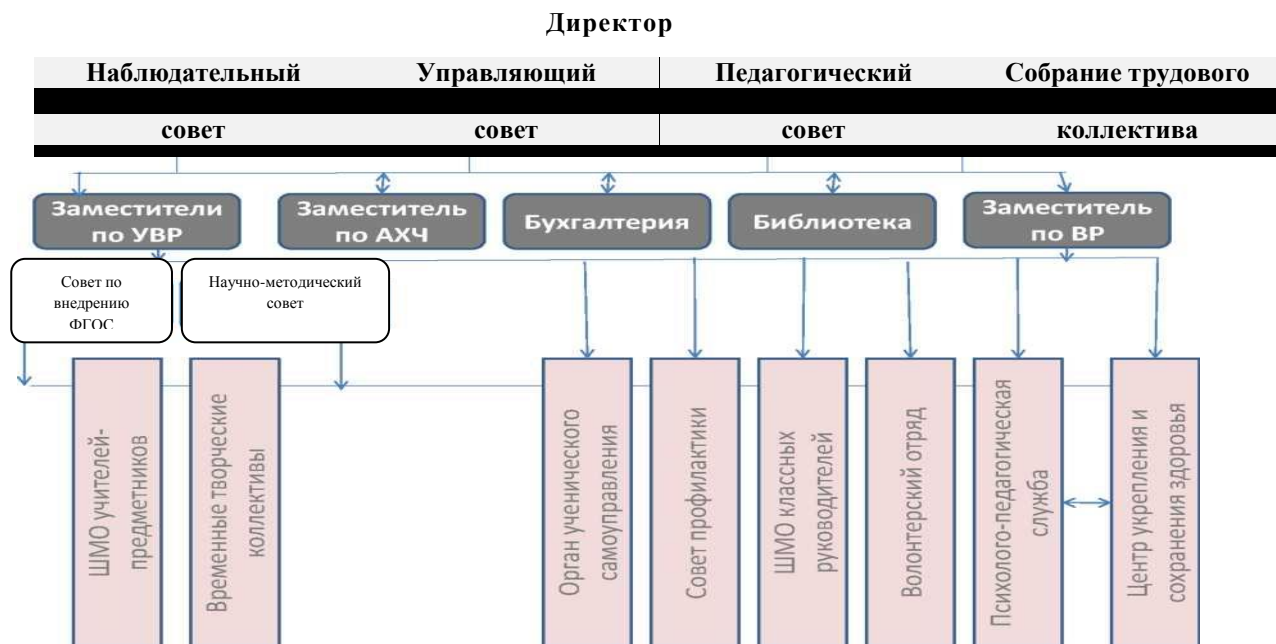 Директор
Наблюдательный Управляющий Педагогический Собрание трудового
совет совет совет коллектива
Заместители
по УВР
Заместитель
по АХЧ
Бухгалтерия
Библиотека
Заместитель
по ВР
Совет по
внедрению
ФГОС
Научно-методический
совет
ШМО учителей-
предметников
Временные творческие
коллективы
Орган ученического
самоуправления
Совет профилактики
ШМО классных
руководителей
Волонтерский отряд
Психолого-педагогическая
служба
Центр укрепления и
сохранения здоровья